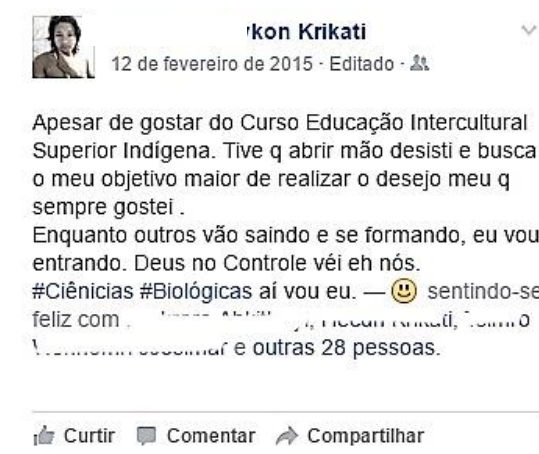 kon Krikati
12 de fevereiro de 2015 · Editado ·
Apesar de gostar do Curso Educação Intercultural
Superior Indígena. Tive q abrir mão desisti e busca
o meu objetivo maior de realizar o desejo meu q
sempre gostei .
Enquanto outros vão saindo e se formando, eu vou
entrando. Deus no Controle véi eh nós.
#Ciênicias #Biológicas aí vou eu. — 🙂 sentindo-se
feliz com
e outras 28 pessoas.
Curtir Comentar Compartilhar